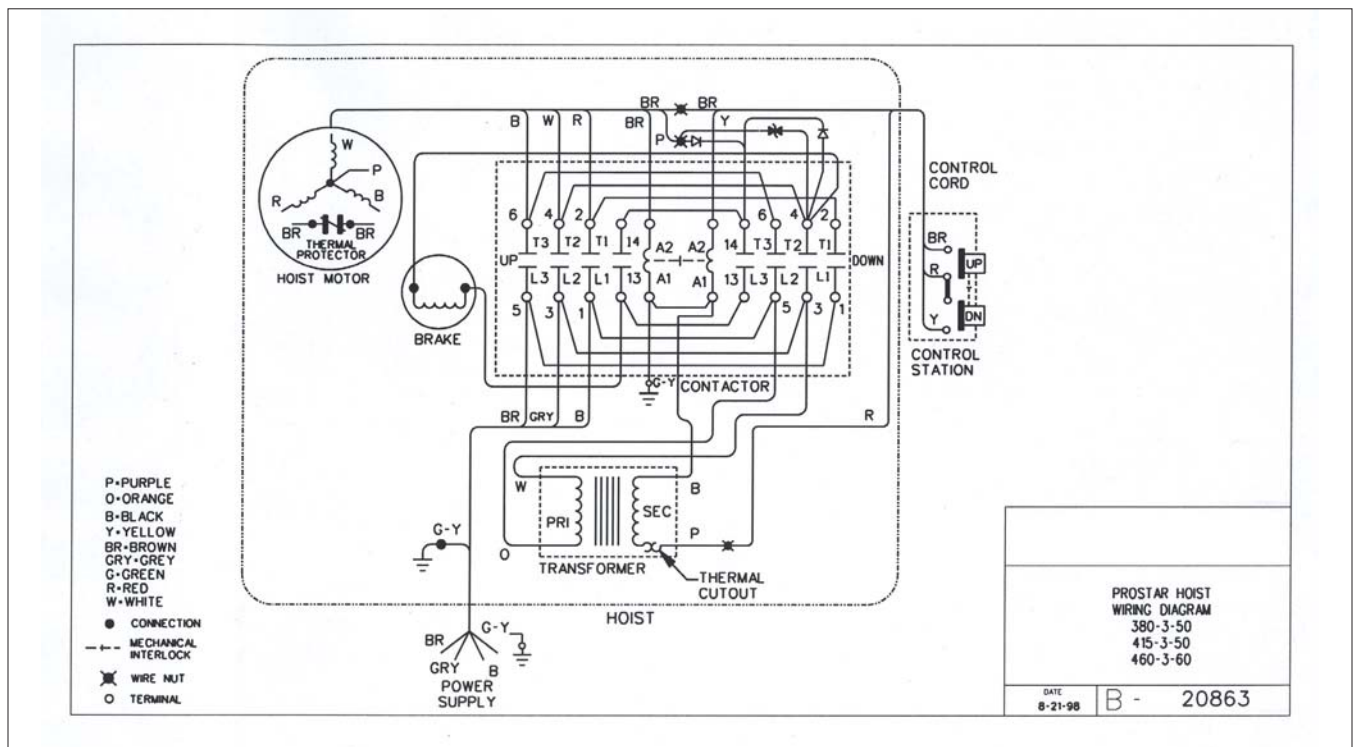 BR
BR
B
W
R
BR
Y
P
W
P
R
B
BR
BR
THERMAL
PROTECTOR
HOIST MOTOR
BRAKE
CONTROL
CORD
BR
R
Y
UP
DN
CONTROL
STATION
6
4
2
6
4
2
T3
T2
T1
14
A2
A2
14
T3
T2
T1
UP
DOWN
L3
L2
L1
13
A1
A1
13
L3
L2
L1
5
3
1
5
3
1
G-Y
CONTACTOR
BR
GRY
B
R
W
B
PRI
SEC
P
O
TRANSFORMER
THERMAL
CUTOUT
G-Y
HOIST
BR
G-Y
GRY
B
POWER
SUPPLY
P•PURPLE
O•ORANGE
B•BLACK
Y•YELLOW
BR•BROWN
GRY•GREY
G•GREEN
R•RED
W•WHITE
CONNECTION
MECHANICAL
INTERLOCK
WIRE NUT
TERMINAL
PROSTAR HOIST
WIRING DIAGRAM
380-3-50
415-3-50
460-3-60
DATE
8-21-98
B - 20863